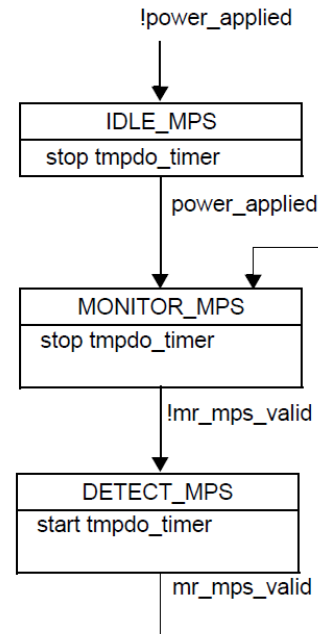 !power_applied
IDLE_MPS
stop tmpdo_timer
power_applied
MONITOR_MPS
stop tmpdo_timer
!mr_mps_valid
DETECT_MPS
start tmpdo_timer
mr_mps_valid